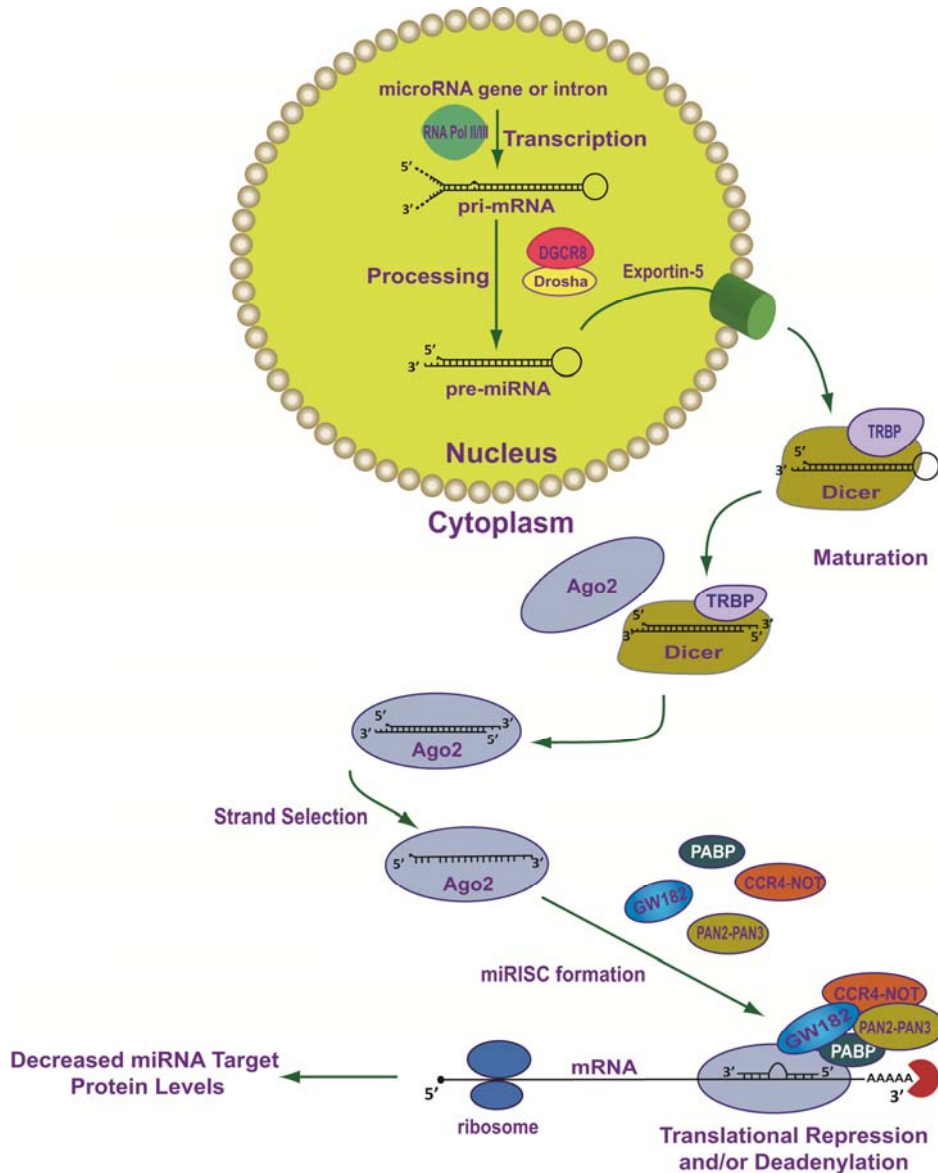 microRNA gene or intron
RNA Pol II/III
Transcription
5’
3’
pri-mRNA
DGCR8
Drosha
Processing
Exportin-5
5’
3’
pre-miRNA
Nucleus
Cytoplasm
TRBP
5’
3’
Dicer
Maturation
Ago2
TRBP
5’
3’
3’
5’
Dicer
5’
3’
3’
5’
Ago2
Strand Selection
5’
3’
Ago2
PABP
CCR4-NOT
GW182
PAN2-PAN3
miRISC formation
CCR4-NOT
GW182
PAN2-PAN3
PABP
Decreased miRNA Target
Protein Levels
mRNA
3’
5’
AAAAA
5’
3’
ribosome
Translational Repression
and/or Deadenylation